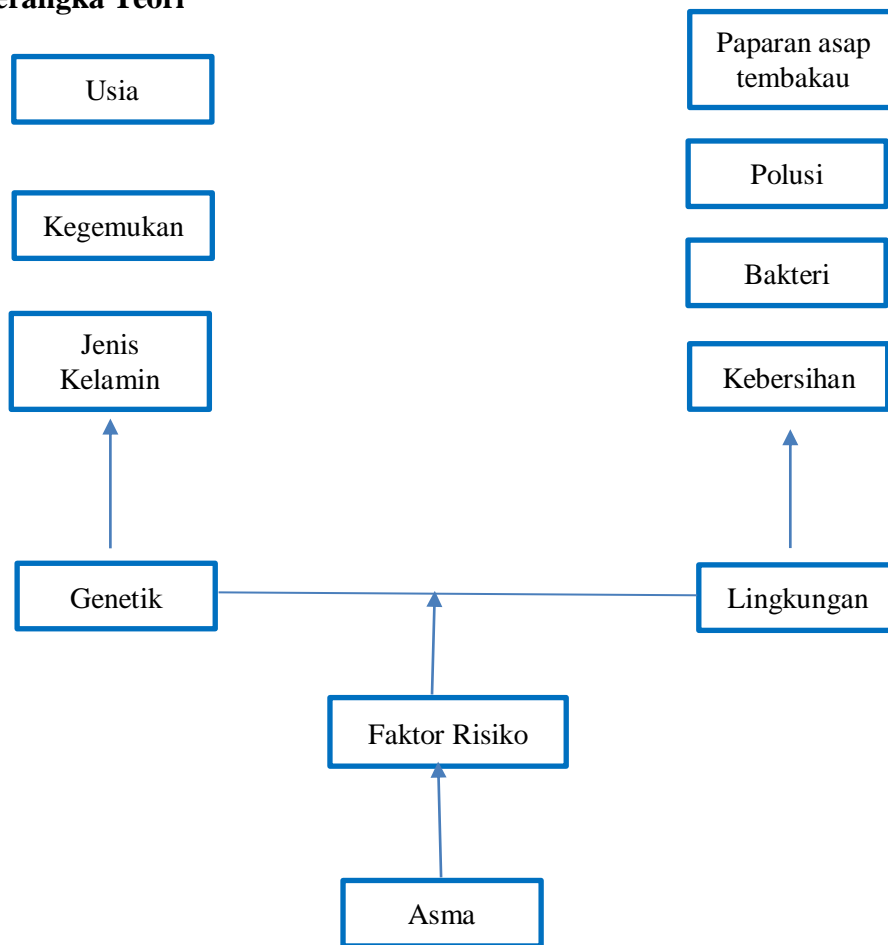 erangka Teori
Usia
Kegemukan
Jenis
Kelamin
Paparan asap
tembakau
Polusi
Bakteri
Kebersihan
Genetik
Lingkungan
Faktor Risiko
Asma